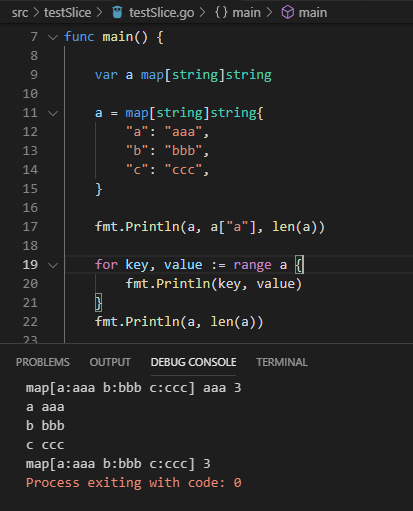 src > testSlice > testSlice.go > {} main > main
7 func main() {
8
9 var a map[string]string
10
11 a = map[string]string{
12 "a": "aaa",
13 "b": "bbb",
14 "c": "ccc",
15 }
16
17 fmt.Println(a, a["a"], len(a))
18
19 for key, value := range a {
20 fmt.Println(key, value)
21 }
22 fmt.Println(a, len(a))
23
PROBLEMS OUTPUT DEBUG CONSOLE TERMINAL
map[a:aaa b:bbb c:ccc] aaa 3
a aaa
b bbb
c ccc
map[a:aaa b:bbb c:ccc] 3
Process exiting with code: 0